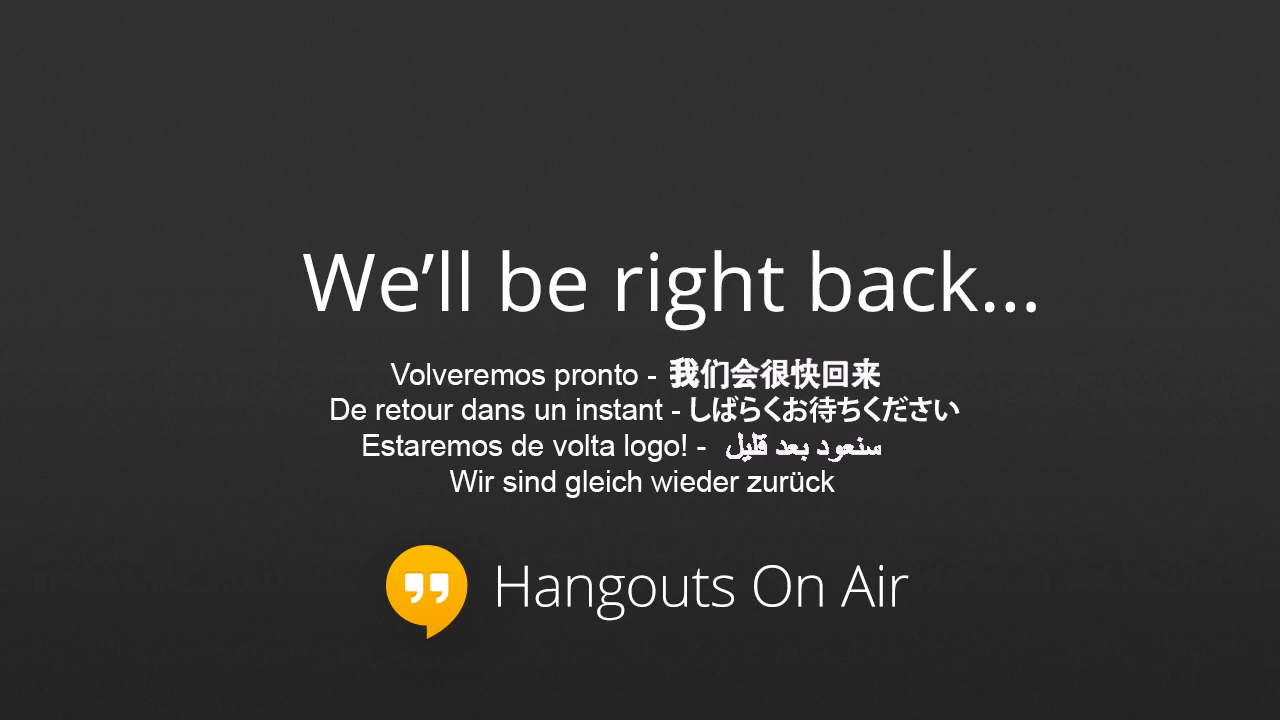 We’ll be right back...
Volveremos pronto - 我们会很快回来
De retour dans un instant - しばらくお待ちください
Estaremos de volta logo! - سنعود بعد قليل
Wir sind gleich wieder zurück
Hangouts On Air